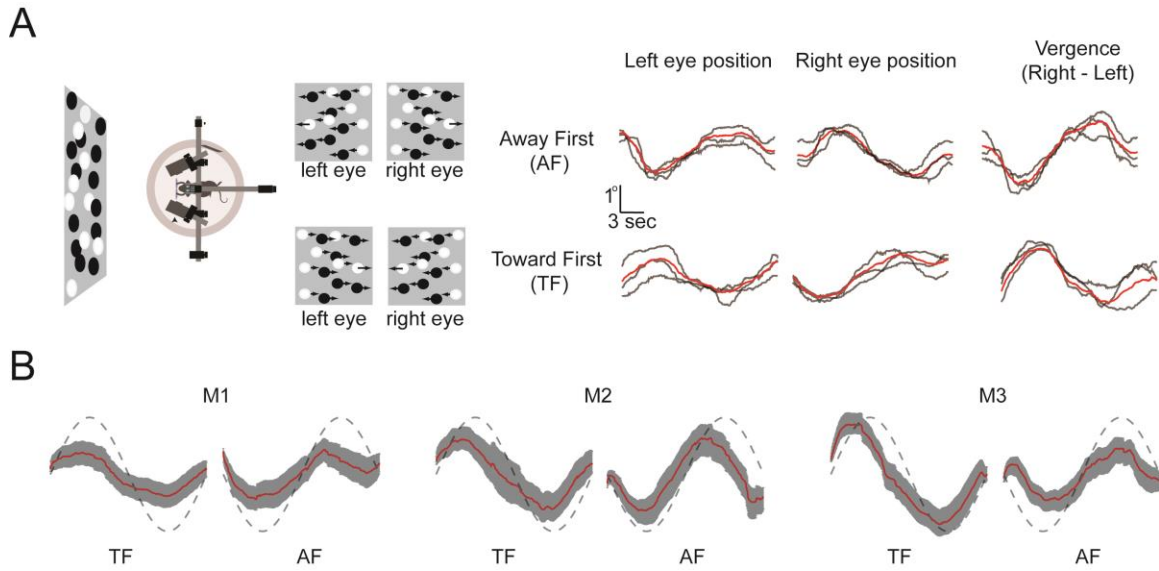 A
left eye
right eye
left eye
right eye
Left eye position
Right eye position
Vergence
(Right - Left)
Away First
(AF)
1°
3 sec
Toward First
(TF)
B
M1
M2
M3
TF
AF
TF
AF
TF
AF